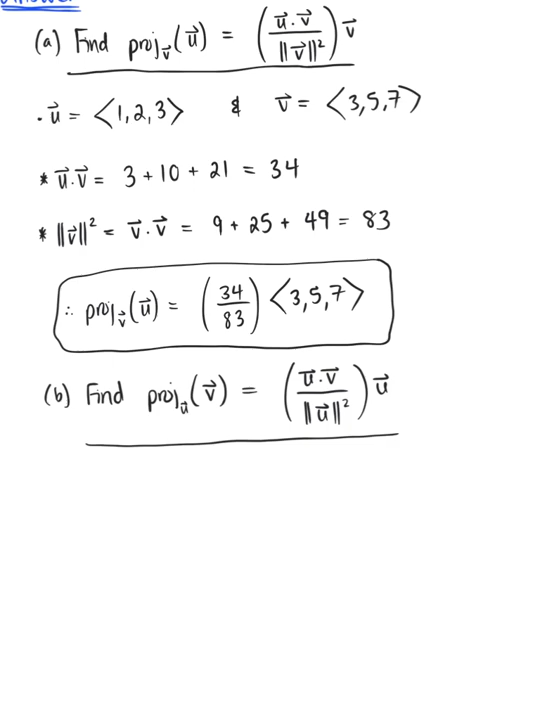 (a) Find proj_v⃗(u⃗) = (u⃗·v⃗ / ||v⃗||²) v⃗
· u⃗ = ⟨1,2,3⟩ & v⃗ = ⟨3,5,7⟩
* u⃗·v⃗ = 3 + 10 + 21 = 34
* ||v⃗||² = v⃗·v⃗ = 9 + 25 + 49 = 83
∴ proj_v⃗(u⃗) = (34/83) ⟨3,5,7⟩
(b) Find proj_u⃗(v⃗) = (u⃗·v⃗ / ||u⃗||²) u⃗